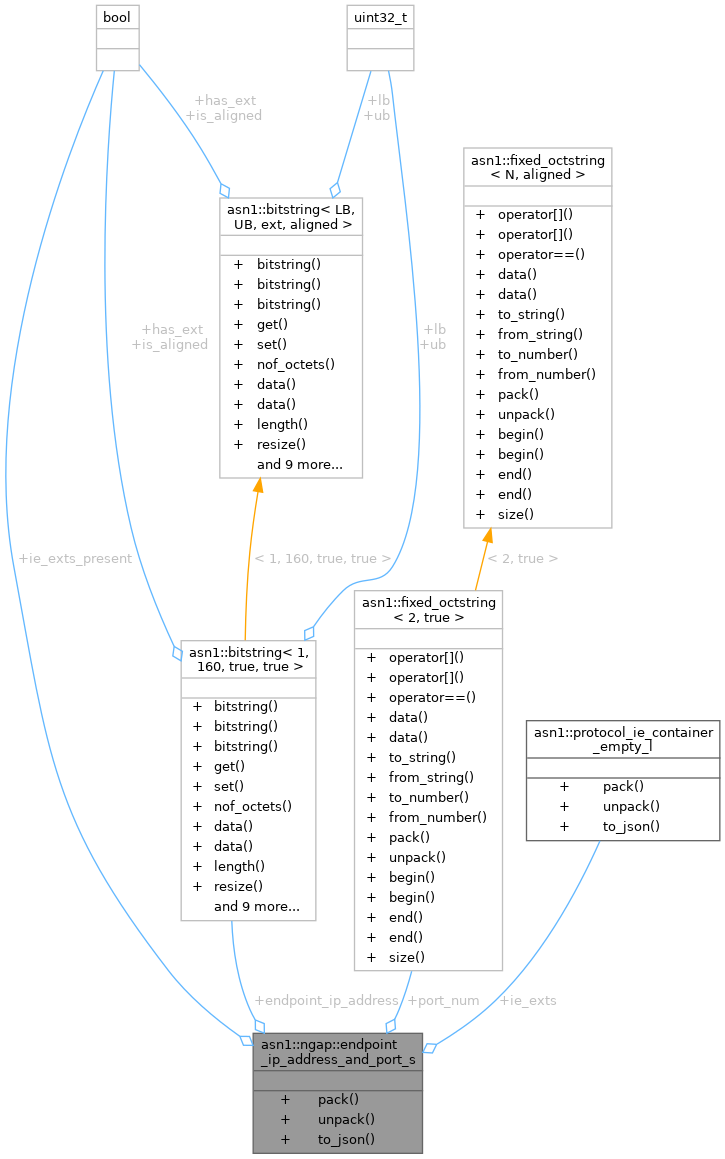 bool
uint32_t
+has_ext
+is_aligned
+lb
+ub
asn1::fixed_octstring
< N, aligned >
+ operator[]()
+ operator[]()
+ operator==()
+ data()
+ data()
+ to_string()
+ from_string()
+ to_number()
+ from_number()
+ pack()
+ unpack()
+ begin()
+ begin()
+ end()
+ end()
+ size()
asn1::bitstring< LB,
UB, ext, aligned >
+ bitstring()
+ bitstring()
+ bitstring()
+ get()
+ set()
+ nof_octets()
+ data()
+ data()
+ length()
+ resize()
and 9 more...
+has_ext
+is_aligned
+lb
+ub
+ie_exts_present
< 1, 160, true, true >
< 2, true >
asn1::bitstring< 1,
160, true, true >
+ bitstring()
+ bitstring()
+ bitstring()
+ get()
+ set()
+ nof_octets()
+ data()
+ data()
+ length()
+ resize()
and 9 more...
asn1::fixed_octstring
< 2, true >
+ operator[]()
+ operator[]()
+ operator==()
+ data()
+ data()
+ to_string()
+ from_string()
+ to_number()
+ from_number()
+ pack()
+ unpack()
+ begin()
+ begin()
+ end()
+ end()
+ size()
asn1::protocol_ie_container
_empty_l
+ pack()
+ unpack()
+ to_json()
+endpoint_ip_address
+port_num
+ie_exts
asn1::ngap::endpoint
_ip_address_and_port_s
+ pack()
+ unpack()
+ to_json()